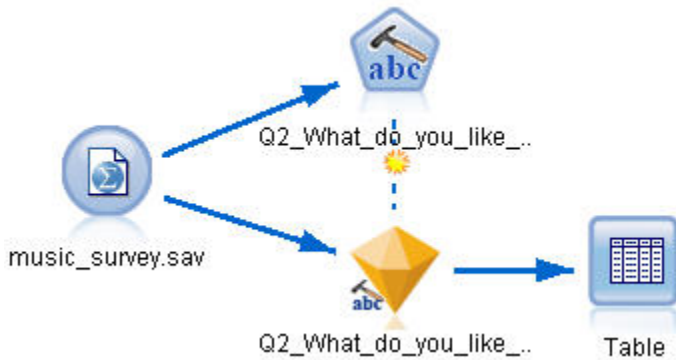 abc
Q2_What_do_you_like_..
music_survey.sav
abc
Q2_What_do_you_like_..
Table